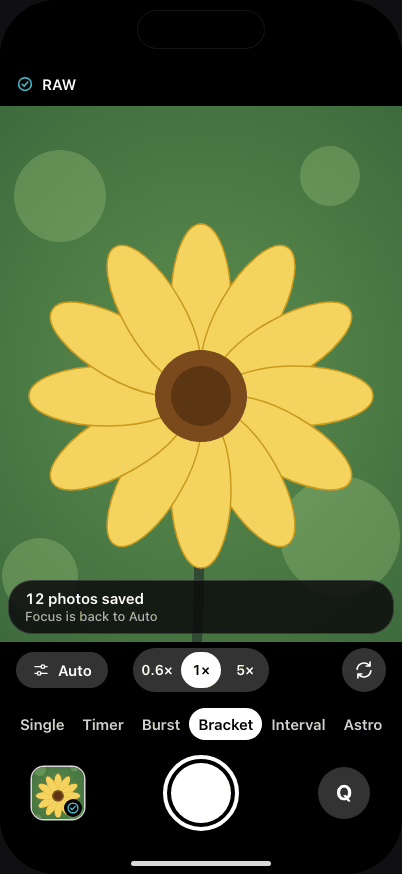 RAW
12 photos saved
Focus is back to Auto
Auto
0.6× 1× 5×
Single Timer Burst Bracket Interval Astro
Q